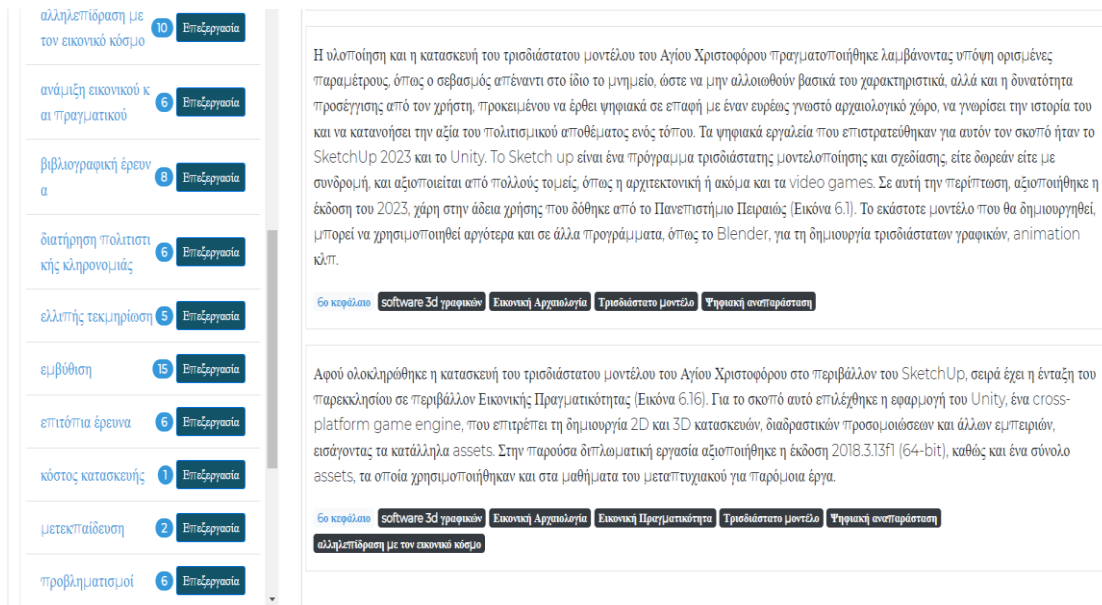 αλληλεπίδραση με
τον εικονικό κόσμο 10 Επεξεργασία
ανάμιξη εικονικού κ
αι πραγματικού 6 Επεξεργασία
βιβλιογραφική έρευν
α 8 Επεξεργασία
διατήρηση πολιτιστι
κής κληρονομιάς 6 Επεξεργασία
ελλιπής τεκμηρίωση 5 Επεξεργασία
εμβύθιση 15 Επεξεργασία
επιτόπια έρευνα 6 Επεξεργασία
κόστος κατασκευής 1 Επεξεργασία
μετεκπαίδευση 2 Επεξεργασία
προβληματισμοί 6 Επεξεργασία
Η υλοποίηση και η κατασκευή του τρισδιάστατου μοντέλου του Αγίου Χριστοφόρου πραγματοποιήθηκε λαμβάνοντας υπόψη ορισμένες
παραμέτρους, όπως ο σεβασμός απέναντι στο ίδιο το μνημείο, ώστε να μην αλλοιωθούν βασικά του χαρακτηριστικά, αλλά και η δυνατότητα
προσέγγισης από τον χρήστη, προκειμένου να έρθει ψηφιακά σε επαφή με έναν ευρέως γνωστό αρχαιολογικό χώρο, να γνωρίσει την ιστορία του
και να κατανοήσει την αξία του πολιτισμικού αποθέματος ενός τόπου. Τα ψηφιακά εργαλεία που επιστρατεύθηκαν για αυτόν τον σκοπό ήταν το
SketchUp 2023 και το Unity. Το Sketch up είναι ένα πρόγραμμα τρισδιάστατης μοντελοποίησης και σχεδίασης, είτε δωρεάν είτε με
συνδρομή, και αξιοποιείται από πολλούς τομείς, όπως η αρχιτεκτονική ή ακόμα και τα video games. Σε αυτή την περίπτωση, αξιοποιήθηκε η
έκδοση του 2023, χάρη στην άδεια χρήσης που δόθηκε από το Πανεπιστήμιο Πειραιώς (Εικόνα 6.1). Το εκάστοτε μοντέλο που θα δημιουργηθεί,
μπορεί να χρησιμοποιηθεί αργότερα και σε άλλα προγράμματα, όπως το Blender, για τη δημιουργία τρισδιάστατων γραφικών, animation
κλπ.
6ο κεφάλαιο software 3d γραφικών Εικονική Αρχαιολογία Τρισδιάστατο μοντέλο Ψηφιακή αναπαράσταση
Αφού ολοκληρώθηκε η κατασκευή του τρισδιάστατου μοντέλου του Αγίου Χριστοφόρου στο περιβάλλον του SketchUp, σειρά έχει η ένταξη του
παρεκκλησίου σε περιβάλλον Εικονικής Πραγματικότητας (Εικόνα 6.16). Για το σκοπό αυτό επιλέχθηκε η εφαρμογή του Unity, ένα cross-
platform game engine, που επιτρέπει τη δημιουργία 2D και 3D κατασκευών, διαδραστικών προσομοιώσεων και άλλων εμπειριών,
εισάγοντας τα κατάλληλα assets. Στην παρούσα διπλωματική εργασία αξιοποιήθηκε η έκδοση 2018.3.13f1 (64-bit), καθώς και ένα σύνολο
assets, τα οποία χρησιμοποιήθηκαν και στα μαθήματα του μεταπτυχιακού για παρόμοια έργα.
6ο κεφάλαιο software 3d γραφικών Εικονική Αρχαιολογία Εικονική Πραγματικότητα Τρισδιάστατο μοντέλο Ψηφιακή αναπαράσταση
αλληλεπίδραση με τον εικονικό κόσμο